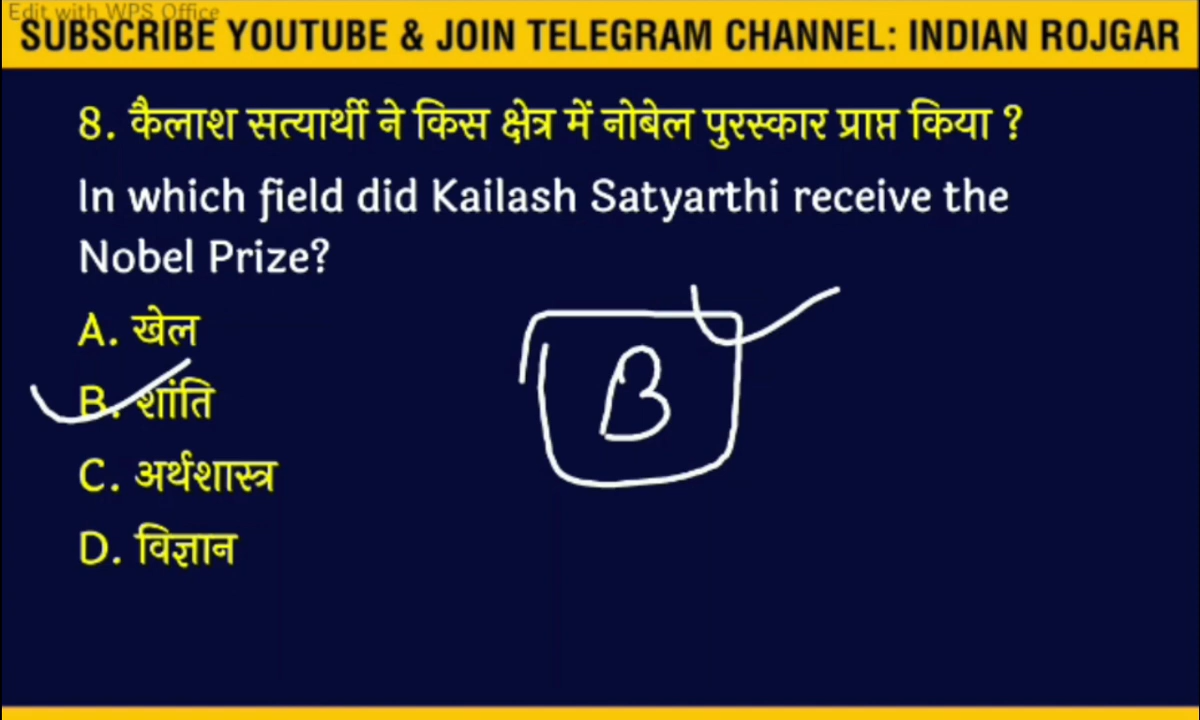 Edit with WPS Office
SUBSCRIBE YOUTUBE & JOIN TELEGRAM CHANNEL: INDIAN ROJGAR
8. कैलाश सत्यार्थी ने किस क्षेत्र में नोबेल पुरस्कार प्राप्त किया ?
In which field did Kailash Satyarthi receive the
Nobel Prize?
A. खेल
B. शांति
B
C. अर्थशास्त्र
D. विज्ञान